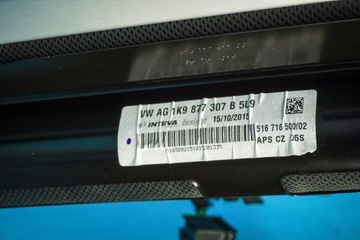 VW AG 1K9 877 307 B 5L9
INTEVA 15/10/2015
516 716 500/02
APS CZ 05S